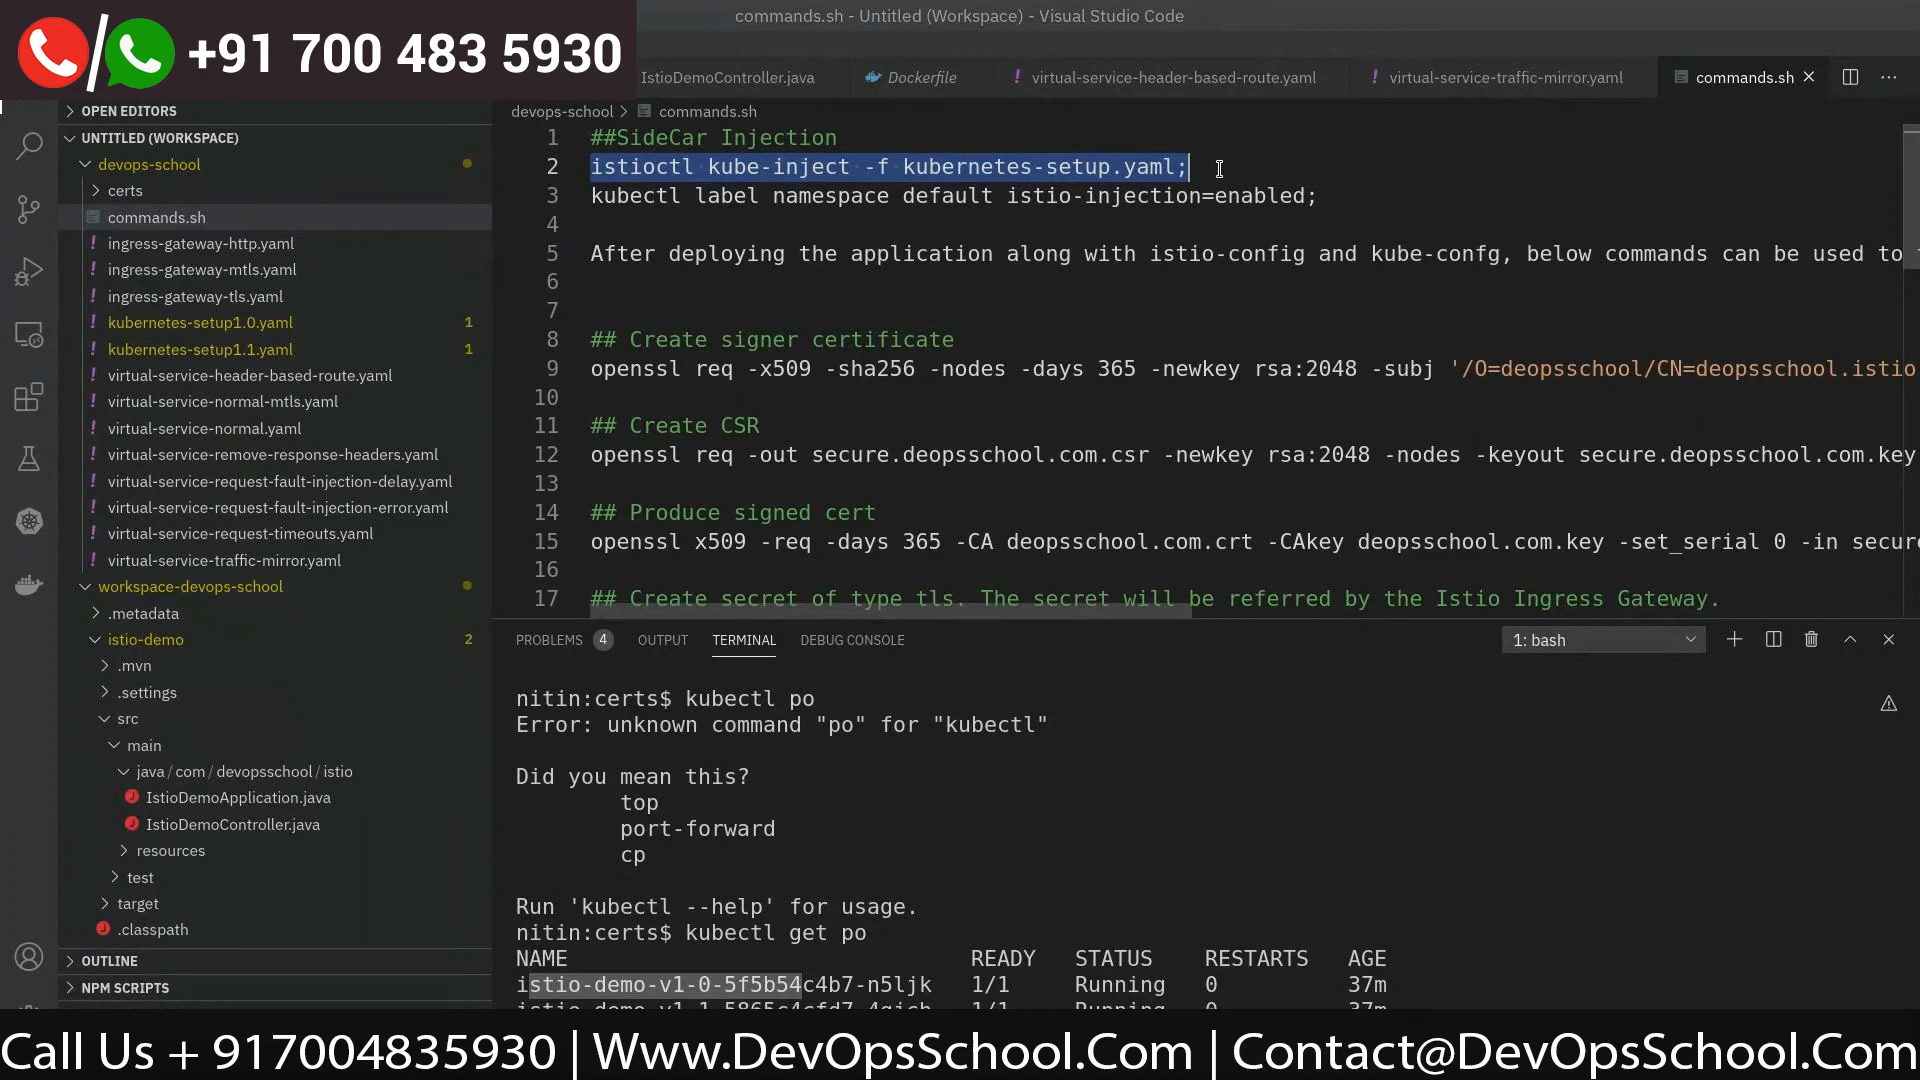 commands.sh - Untitled (Workspace) - Visual Studio Code
+91 700 483 5930
IstioDemoController.java
Dockerfile
! virtual-service-header-based-route.yaml
! virtual-service-traffic-mirror.yaml
commands.sh
OPEN EDITORS
UNTITLED (WORKSPACE)
devops-school
certs
commands.sh
! ingress-gateway-http.yaml
! ingress-gateway-mtls.yaml
! ingress-gateway-tls.yaml
! kubernetes-setup1.0.yaml 1
! kubernetes-setup1.1.yaml 1
! virtual-service-header-based-route.yaml
! virtual-service-normal-mtls.yaml
! virtual-service-normal.yaml
! virtual-service-remove-response-headers.yaml
! virtual-service-request-fault-injection-delay.yaml
! virtual-service-request-fault-injection-error.yaml
! virtual-service-request-timeouts.yaml
! virtual-service-traffic-mirror.yaml
workspace-devops-school
.metadata
istio-demo 2
.mvn
.settings
src
main
java/com/devopsschool/istio
IstioDemoApplication.java
IstioDemoController.java
resources
test
target
.classpath
OUTLINE
NPM SCRIPTS
devops-school > commands.sh
1 ##SideCar Injection
2 istioctl kube-inject -f kubernetes-setup.yaml;
3 kubectl label namespace default istio-injection=enabled;
4
5 After deploying the application along with istio-config and kube-confg, below commands can be used to
6
7
8 ## Create signer certificate
9 openssl req -x509 -sha256 -nodes -days 365 -newkey rsa:2048 -subj '/O=deopsschool/CN=deopsschool.istio
10
11 ## Create CSR
12 openssl req -out secure.deopsschool.com.csr -newkey rsa:2048 -nodes -keyout secure.deopsschool.com.key
13
14 ## Produce signed cert
15 openssl x509 -req -days 365 -CA deopsschool.com.crt -CAkey deopsschool.com.key -set_serial 0 -in secure
16
17 ## Create secret of type tls. The secret will be referred by the Istio Ingress Gateway.
PROBLEMS 4 OUTPUT TERMINAL DEBUG CONSOLE 1: bash
nitin:certs$ kubectl po
Error: unknown command "po" for "kubectl"
Did you mean this?
top
port-forward
cp
Run 'kubectl --help' for usage.
nitin:certs$ kubectl get po
NAME READY STATUS RESTARTS AGE
istio-demo-v1-0-5f5b54c4b7-n5ljk 1/1 Running 0 37m
Call Us + 917004835930 | Www.DevOpsSchool.Com | Contact@DevOpsSchool.Com